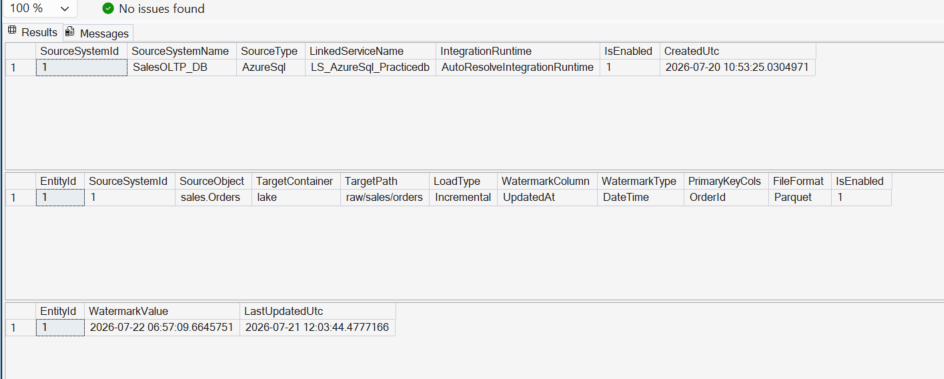 100 %
No issues found
Results Messages
SourceSystemId SourceSystemName SourceType LinkedServiceName IntegrationRuntime IsEnabled CreatedUtc
1 1 SalesOLTP_DB AzureSql LS_AzureSql_Practicedb AutoResolveIntegrationRuntime 1 2026-07-20 10:53:25.0304971
EntityId SourceSystemId SourceObject TargetContainer TargetPath LoadType WatermarkColumn WatermarkType PrimaryKeyCols FileFormat IsEnabled
1 1 1 sales.Orders lake raw/sales/orders Incremental UpdatedAt DateTime OrderId Parquet 1
EntityId WatermarkValue LastUpdatedUtc
1 1 2026-07-22 06:57:09.6645751 2026-07-21 12:03:44.4777166